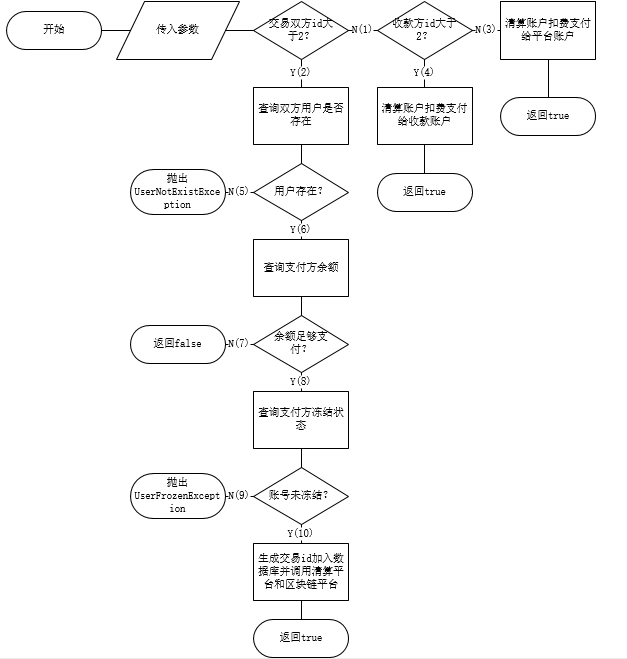 开始
传入参数
交易双方id大
于2?
N(1)
收款方id大于
2?
N(3)
清算账户扣费支付
给平台账户
Y(2)
Y(4)
查询双方用户是否
存在
清算账户扣费支付
给收款账户
返回true
抛出
UserNotExistExce
ption
N(5)
用户存在?
返回true
Y(6)
查询支付方余额
返回false
N(7)
余额足够支
付?
Y(8)
查询支付方冻结状
态
抛出
UserFrozenExcept
ion
N(9)
账号未冻结?
Y(10)
生成交易id加入数
据库并调用清算平
台和区块链平台
返回true